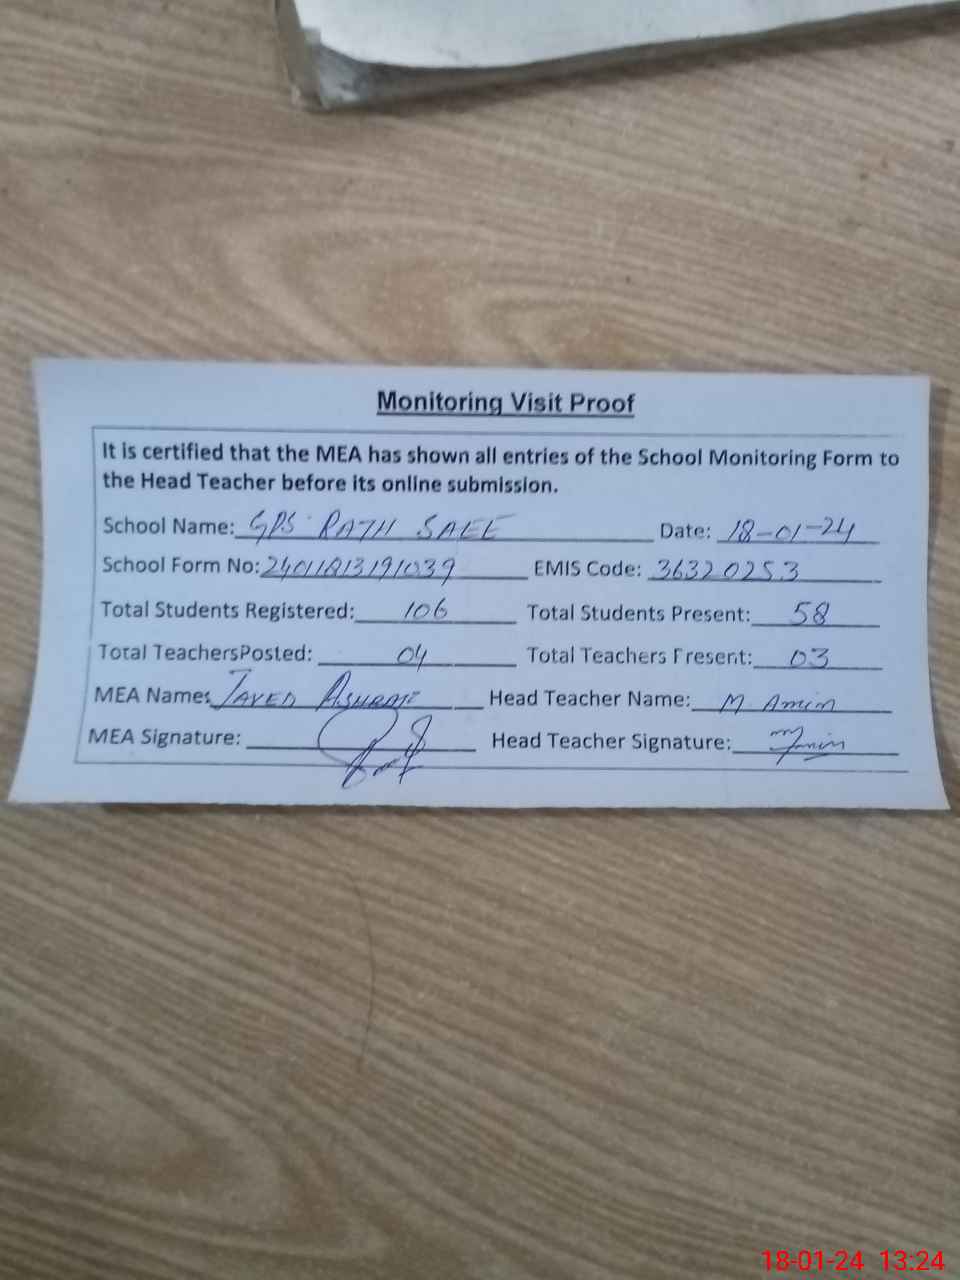 Monitoring Visit Proof
It is certified that the MEA has shown all entries of the School Monitoring Form to
the Head Teacher before its online submission.
School Name: GPS RATH SAEE Date: 18-01-24
School Form No: 24011813191039 EMIS Code: 36320253
Total Students Registered: 106 Total Students Present: 58
Total TeachersPosted: 04 Total Teachers Present: 03
MEA Name: JAVED ASHRAF Head Teacher Name: M. Amin
MEA Signature: Head Teacher Signature: Amin
18-01-24 13:24